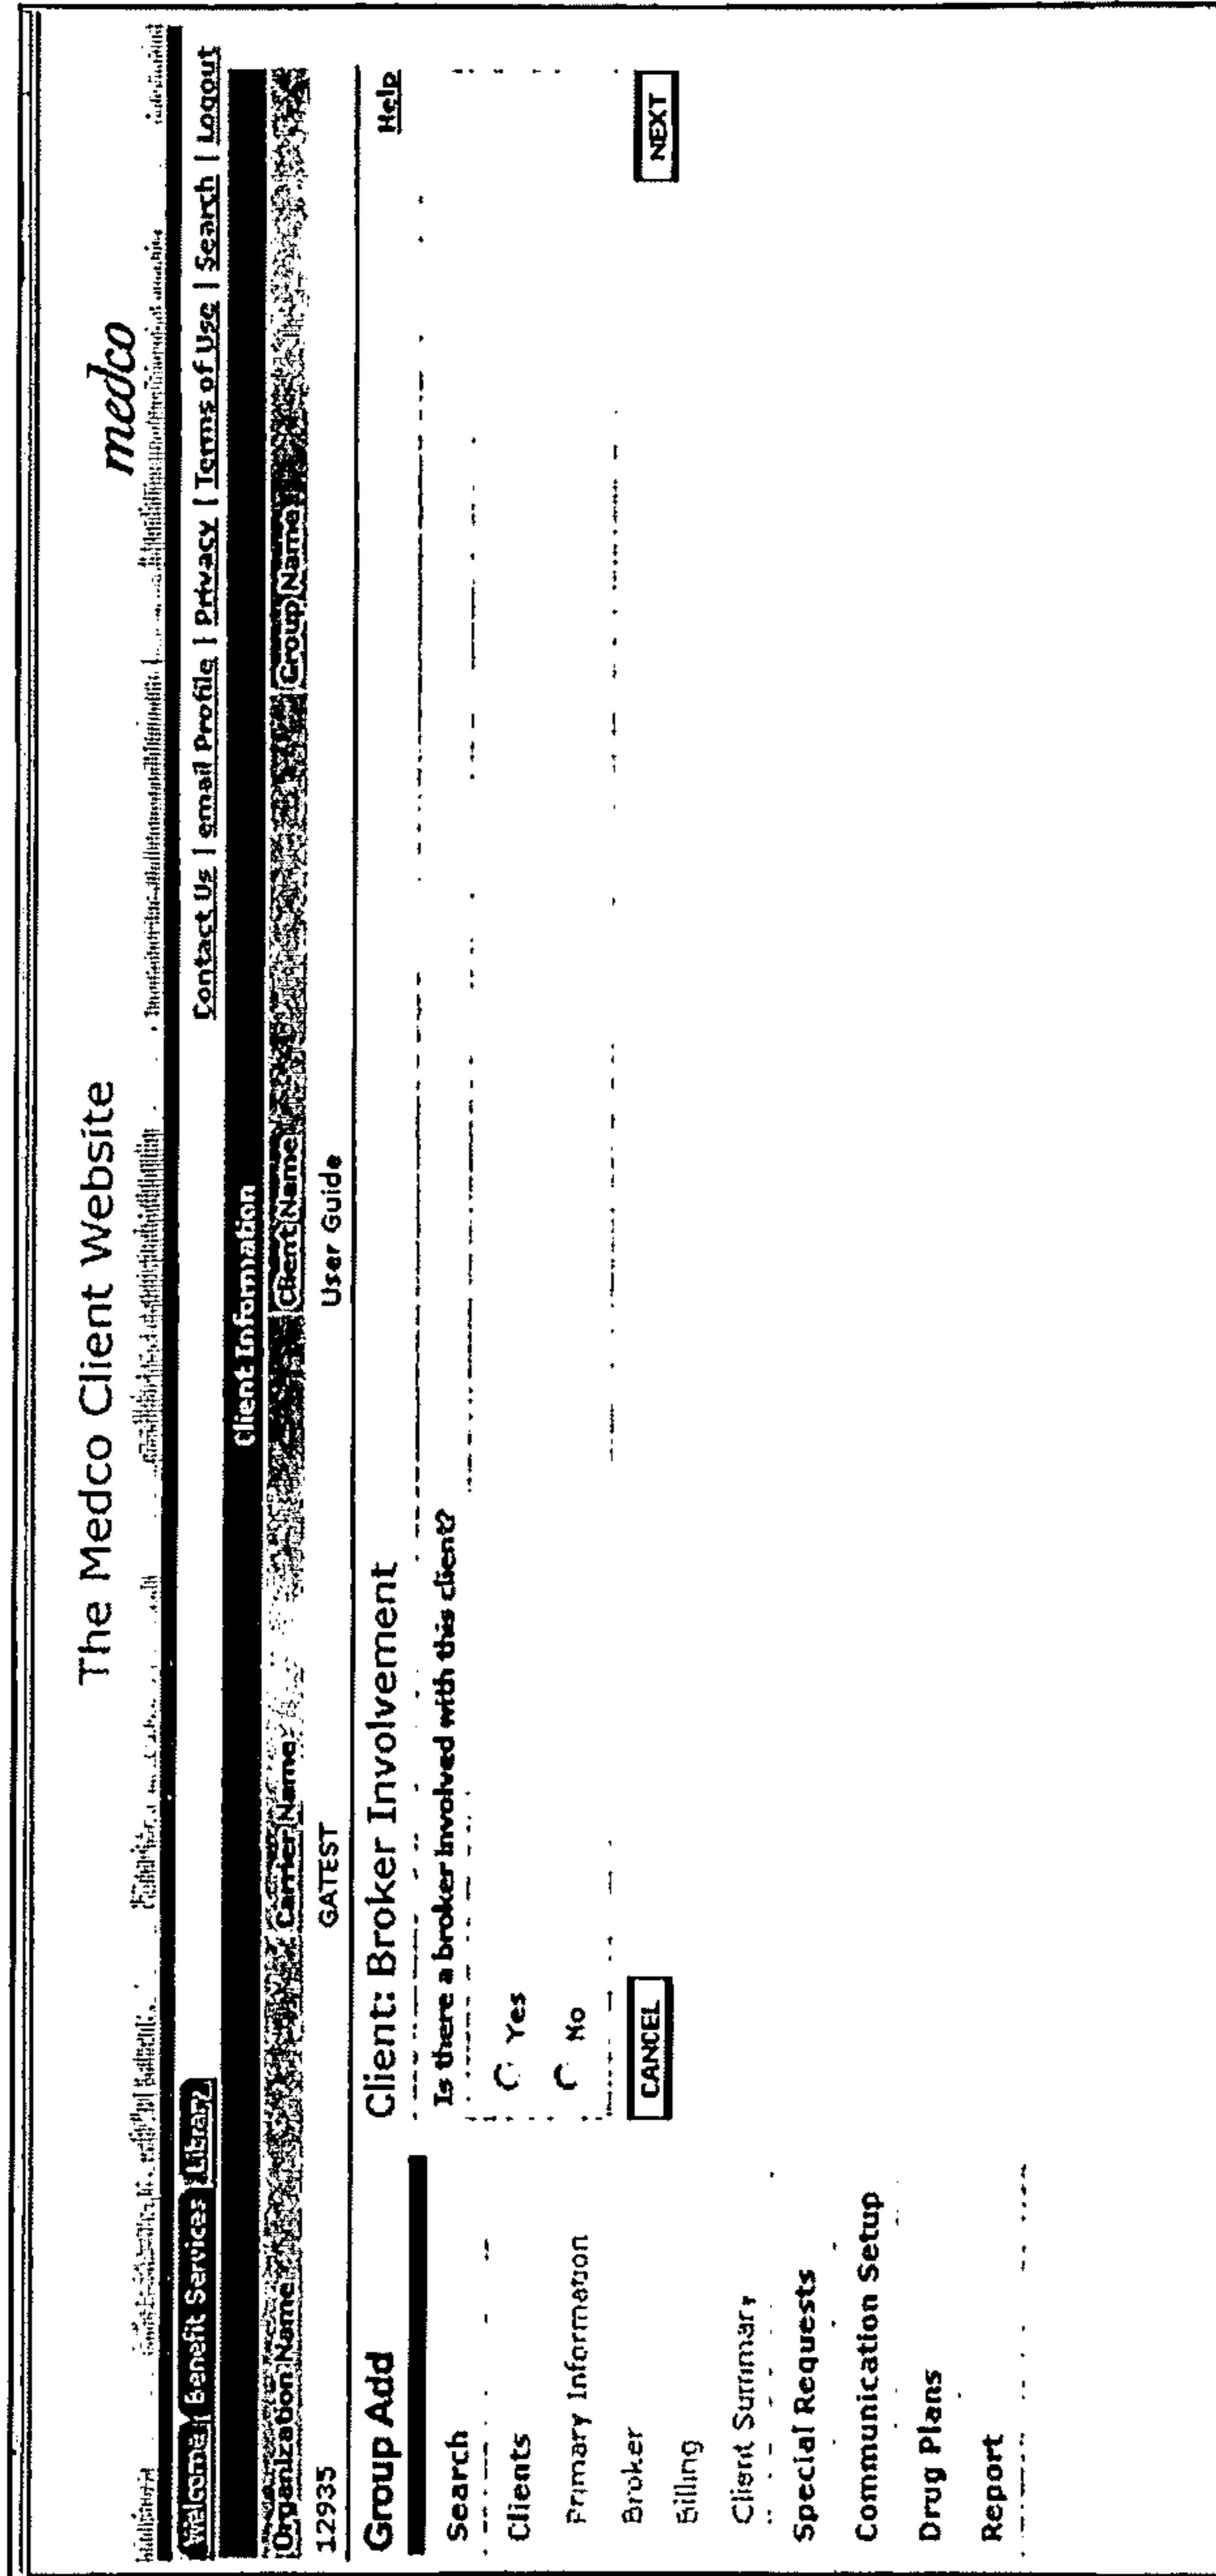 The Medco Client Website
medco
Welcome Benefit Services Library
Contact Us | email Profile | Privacy | Terms of Use | Search | Logout
Client Information
Organization Name Carrier Name Client Name Group Name
12935 GATEST User Guide
Group Add
Client: Broker Involvement Help
Search
Is there a broker involved with this client?
Clients
Yes
Primary Information
No
Broker
CANCEL NEXT
Billing
Client Summary
Special Requests
Communication Setup
Drug Plans
Report